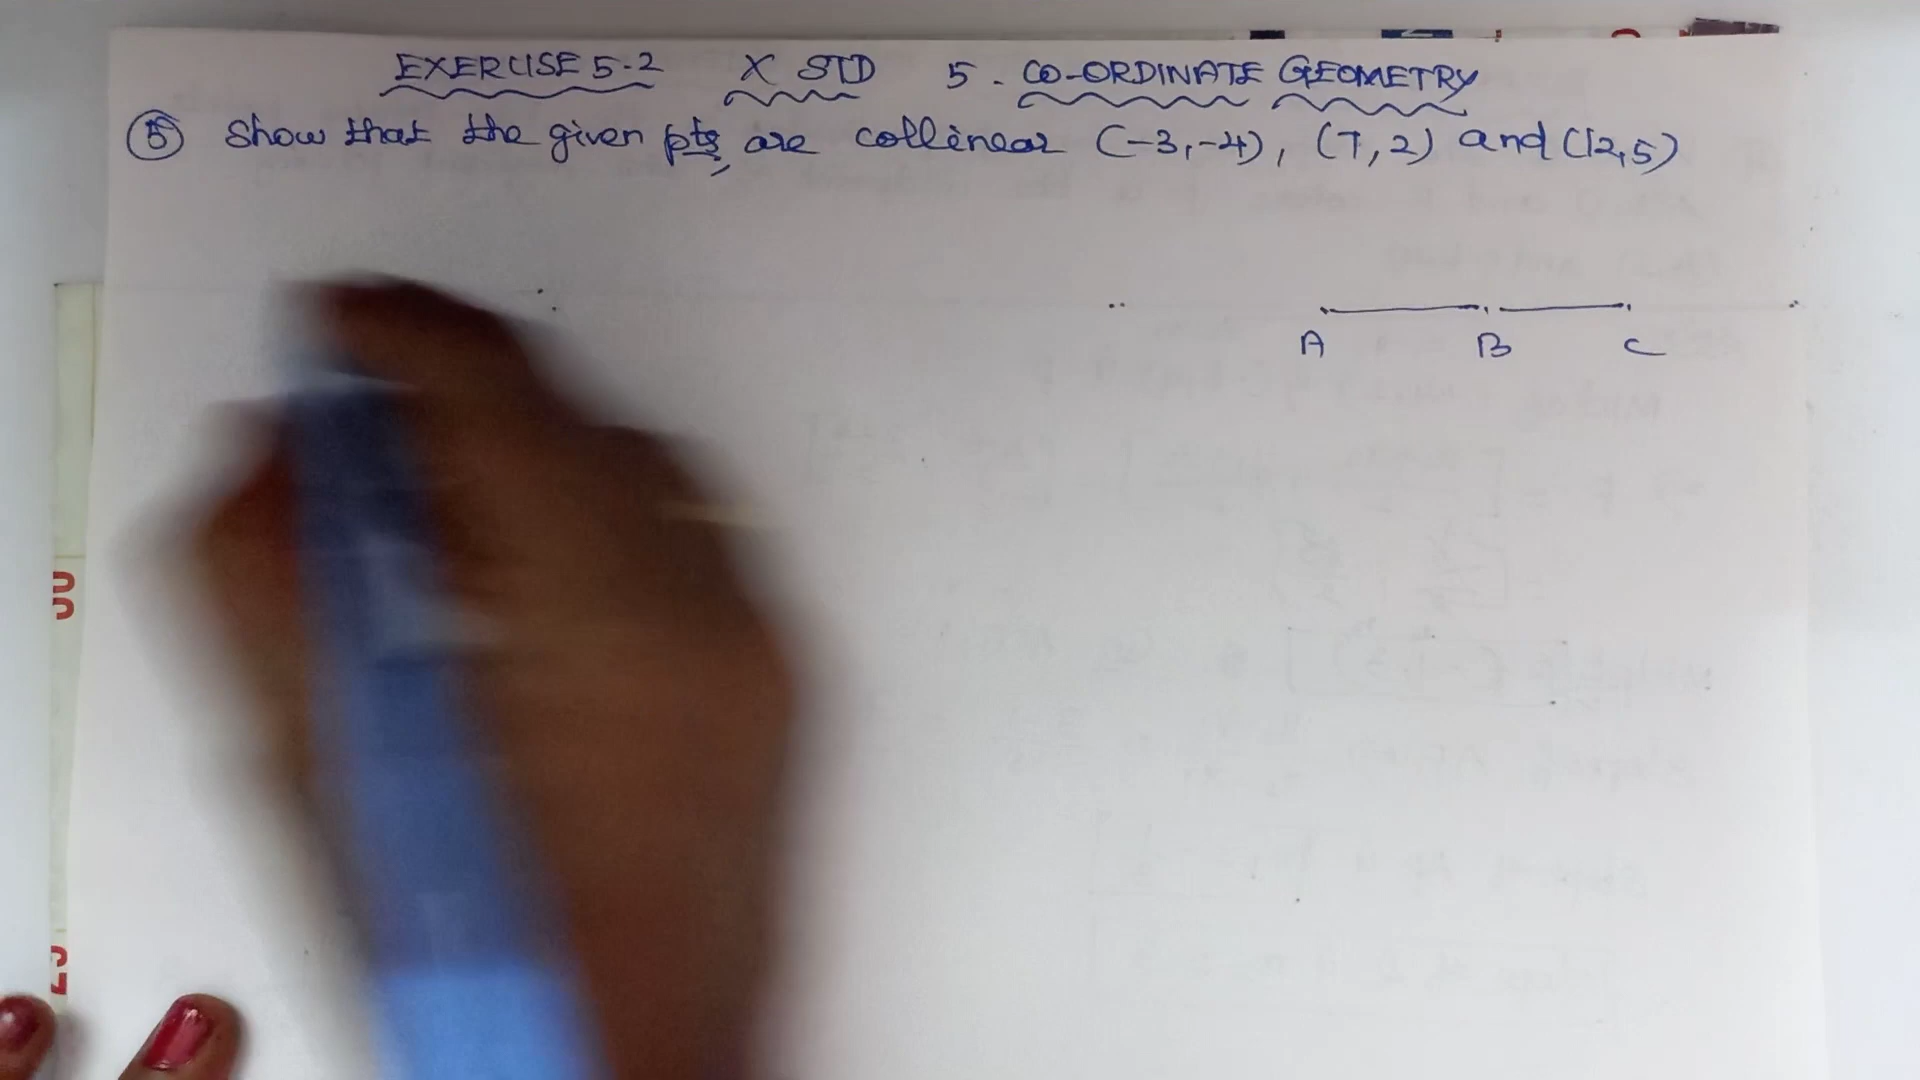 EXERCISE 5.2 X STD 5. CO-ORDINATE GEOMETRY
5 Show that the given pts, are collinear (-3,-4), (7,2) and (12,5)
A B C